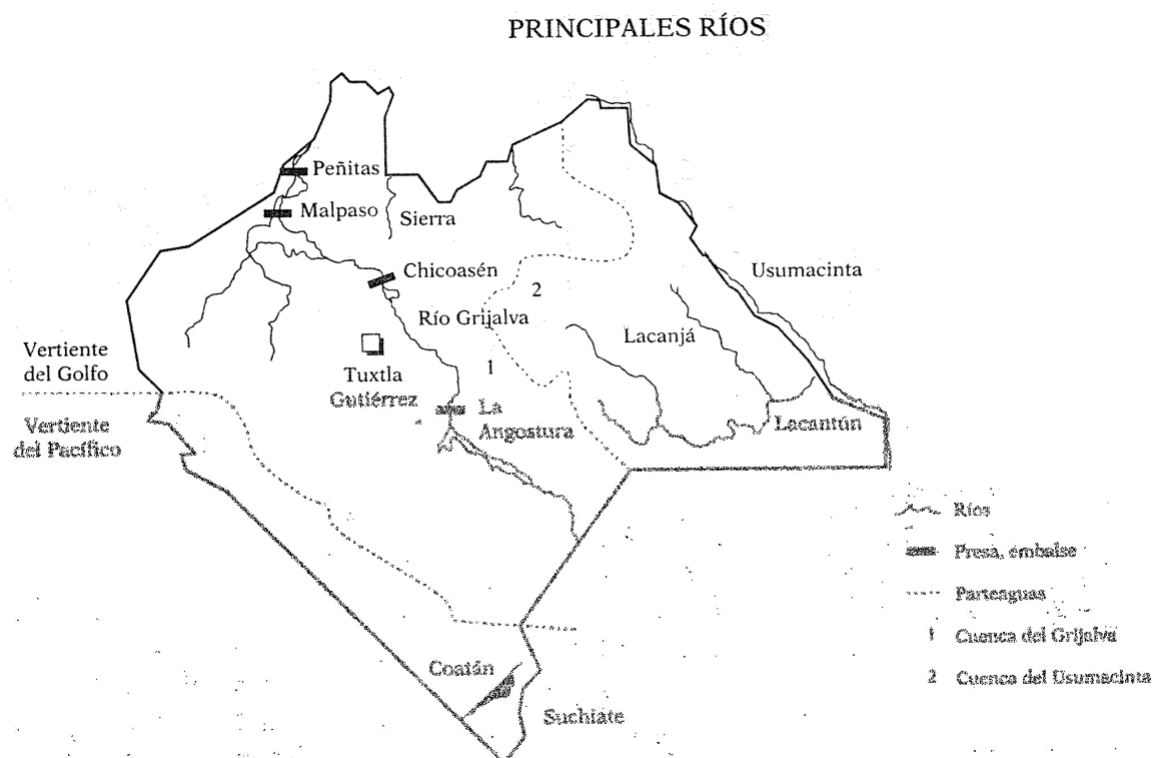 PRINCIPALES RÍOS
Peñitas
Malpaso
Sierra
Chicoasén
Usumacinta
2
Río Grijalva
Lacanjá
Vertiente
del Golfo
1
Tuxtla
Gutiérrez
La
Angostura
Vertiente
del Pacífico
Lacantún
Ríos
Presa, embalse
Parteaguas
1 Cuenca del Grijalva
2 Cuenca del Usumacinta
Coatán
Suchiate